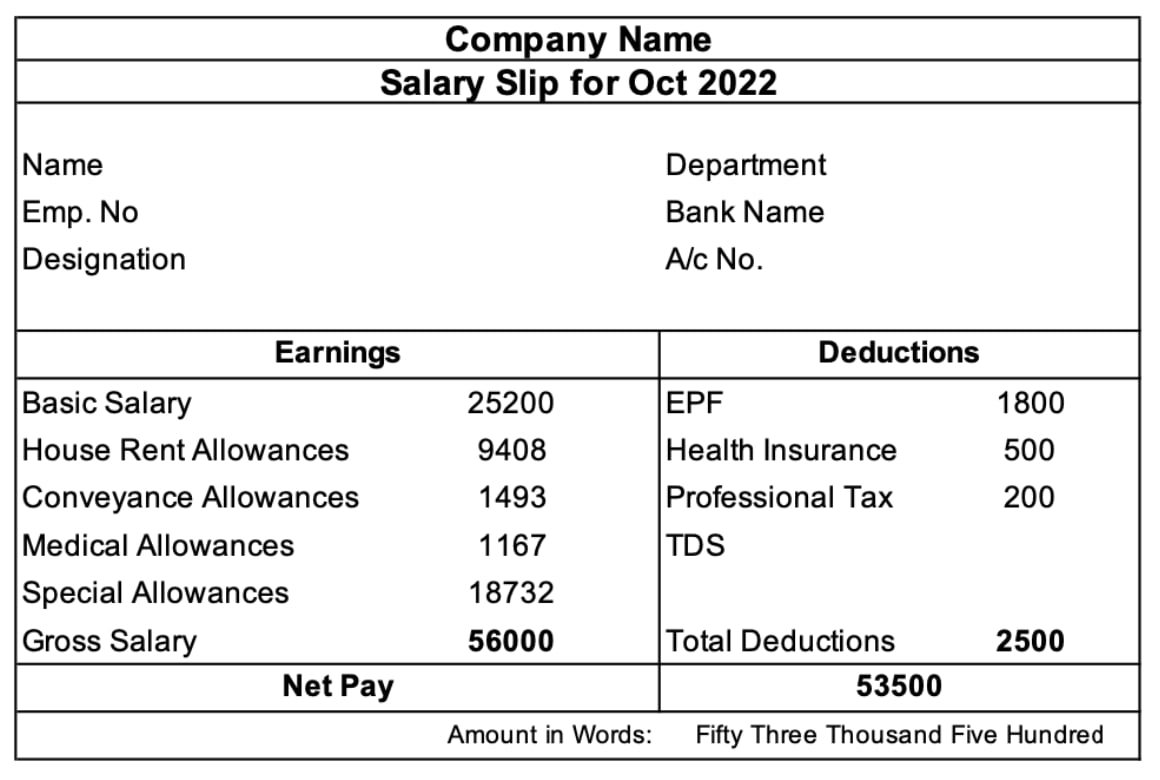 Company Name
Salary Slip for Oct 2022
Name Department
Emp. No Bank Name
Designation A/c No.
Earnings Deductions
Basic Salary 25200 EPF 1800
House Rent Allowances 9408 Health Insurance 500
Conveyance Allowances 1493 Professional Tax 200
Medical Allowances 1167 TDS
Special Allowances 18732
Gross Salary 56000 Total Deductions 2500
Net Pay 53500
Amount in Words: Fifty Three Thousand Five Hundred